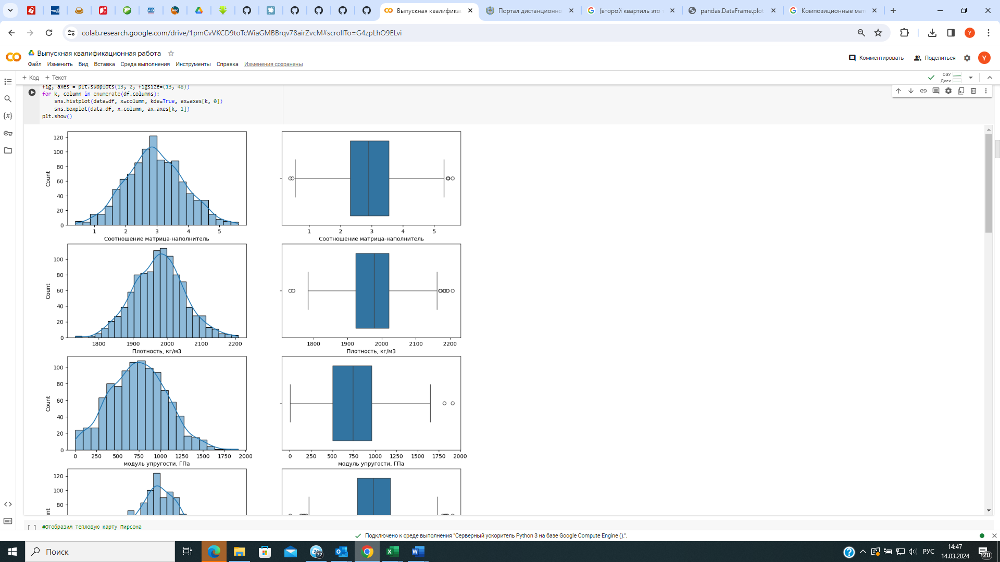 Выпускная квалифика
Портал дистанционно
(второй квартиль это
pandas.DataFrame.plot
Композиционные мат
colab.research.google.com/drive/1pmCvVKCD9toTcWiaGMBBrqv78airZvcM#scrollTo=G4zpLhO9ELvi
Y
Выпускная квалификационная работа
Файл Изменить Вид Вставка Среда выполнения Инструменты Справка Изменения сохранены
Комментировать Поделиться Y
+ Код + Текст
ОЗУ
Диск
fig, axes = plt.subplots(13, 2, figsize=(13, 48))
for k, column in enumerate(df.columns):
sns.histplot(data=df, x=column, kde=True, ax=axes[k, 0])
sns.boxplot(data=df, x=column, ax=axes[k, 1])
plt.show()
120
100
80
60
40
20
0
Count
1 2 3 4 5
Соотношение матрица-наполнитель
1 2 3 4 5
Соотношение матрица-наполнитель
100
80
60
40
20
0
Count
1800 1900 2000 2100 2200
Плотность, кг/м3
1800 1900 2000 2100 2200
Плотность, кг/м3
100
80
60
40
20
0
Count
0 250 500 750 1000 1250 1500 1750 2000
модуль упругости, ГПа
0 250 500 750 1000 1250 1500 1750 2000
модуль упругости, ГПа
120
100
80
[ ] #Отобразим тепловую карту Пирсона
Подключено к среде выполнения "Серверный ускоритель Python 3 на базе Google Compute Engine ()".
Поиск
72
РУС
14:47
14.03.2024
20